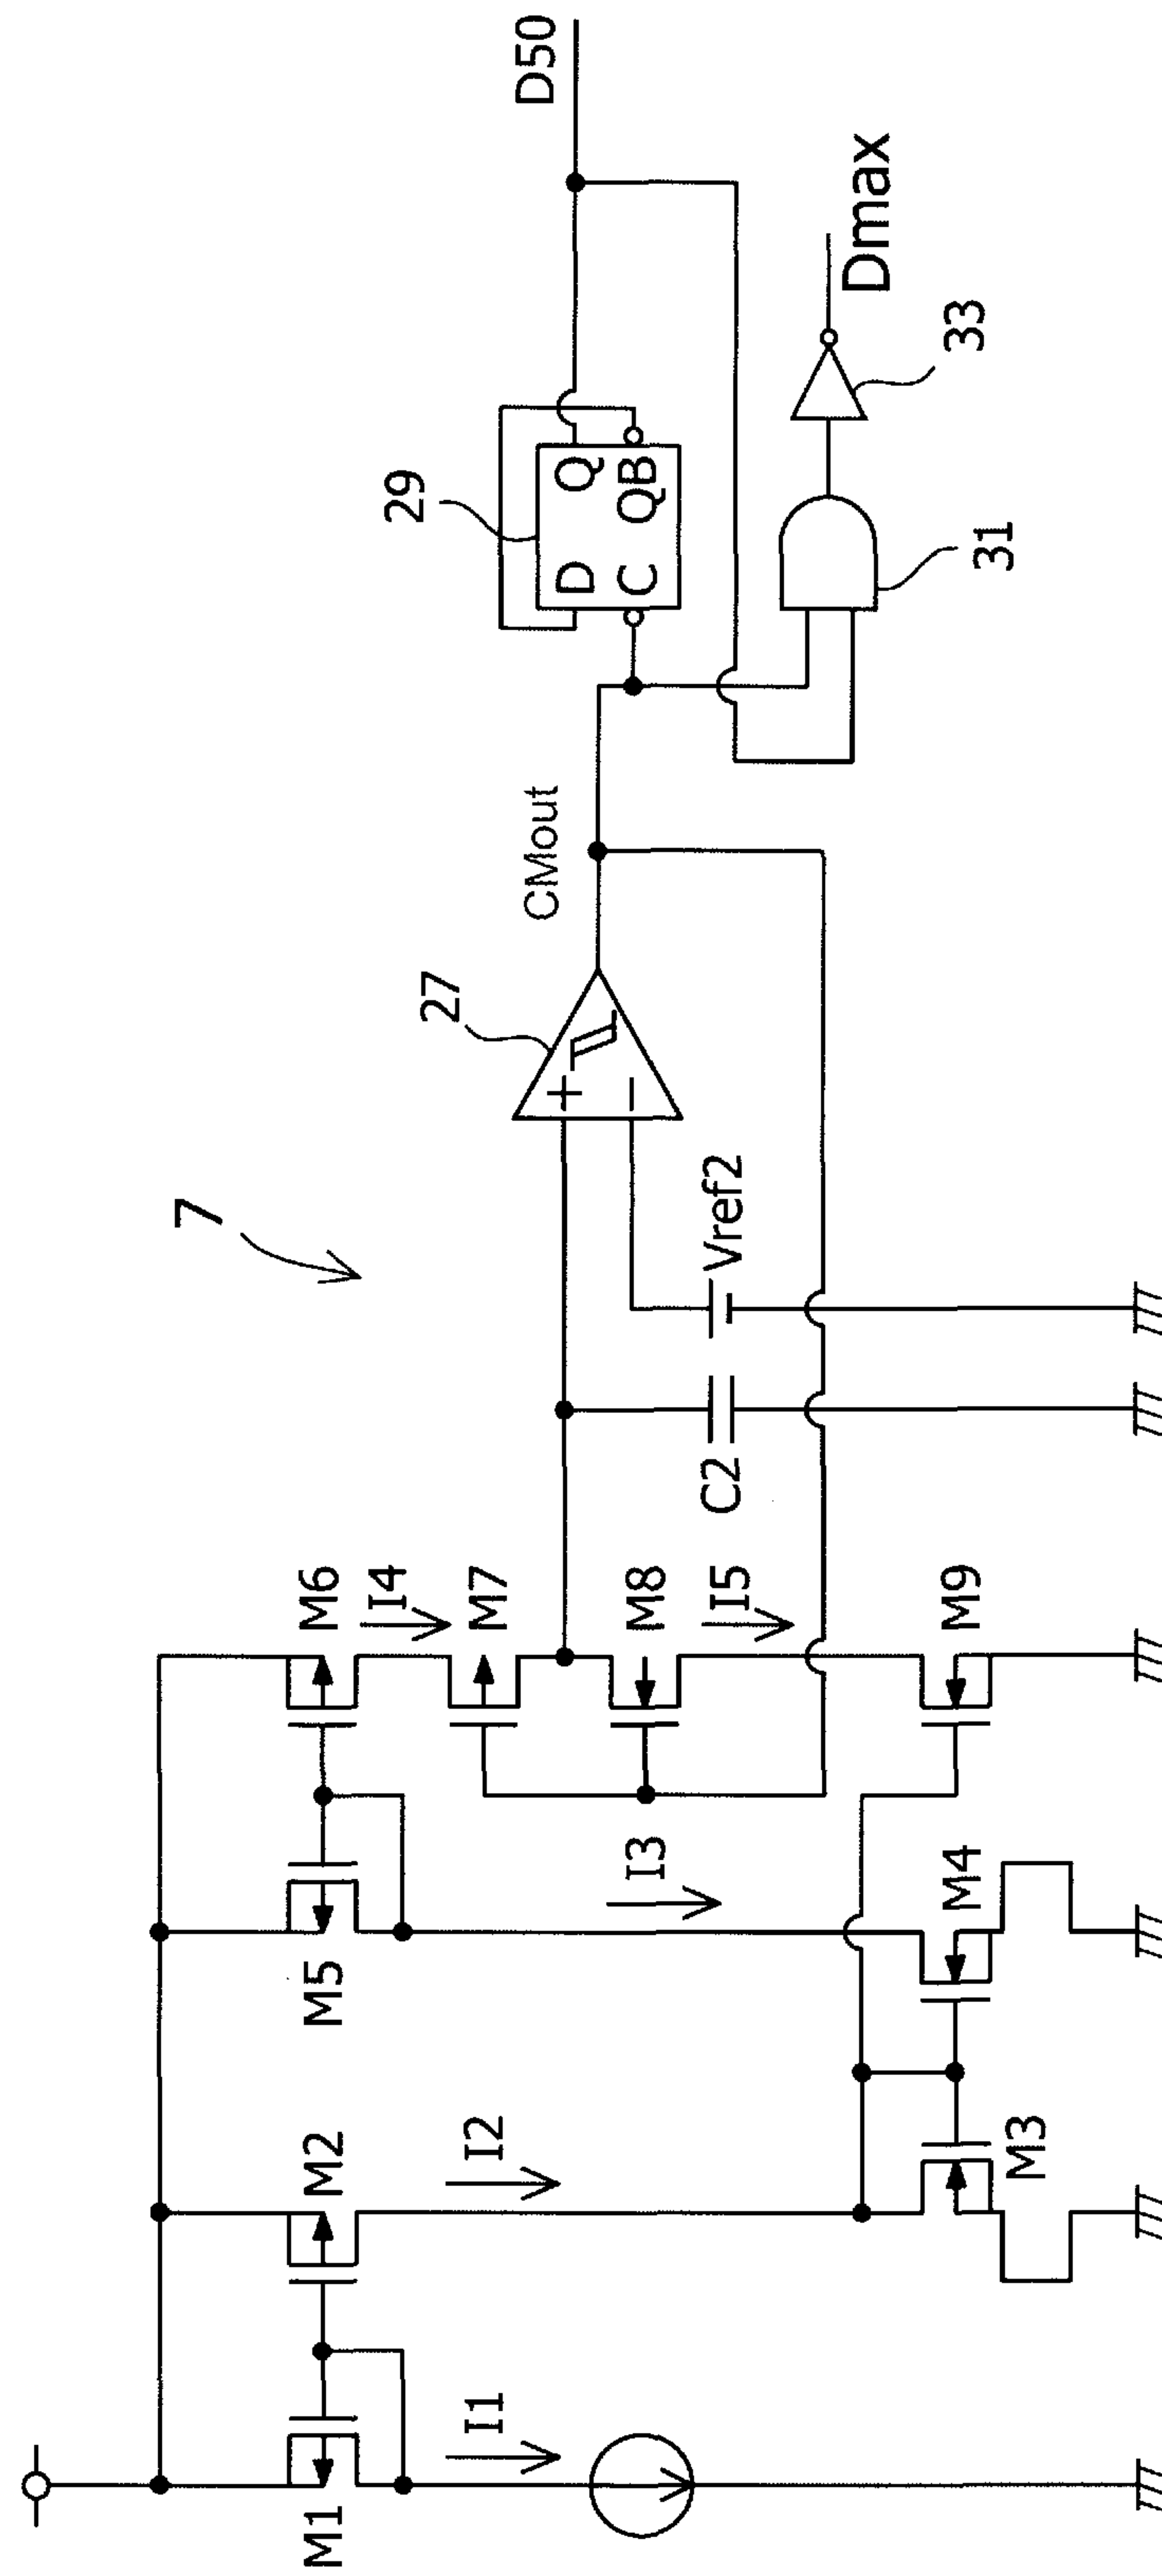 7
M1
I1
M2
I2
M3
M4
M5
I3
M6
I4
M7
M8
I5
M9
C2
Vref2
27
+
−
CMout
29
D
Q
C
QB
D50
31
33
Dmax